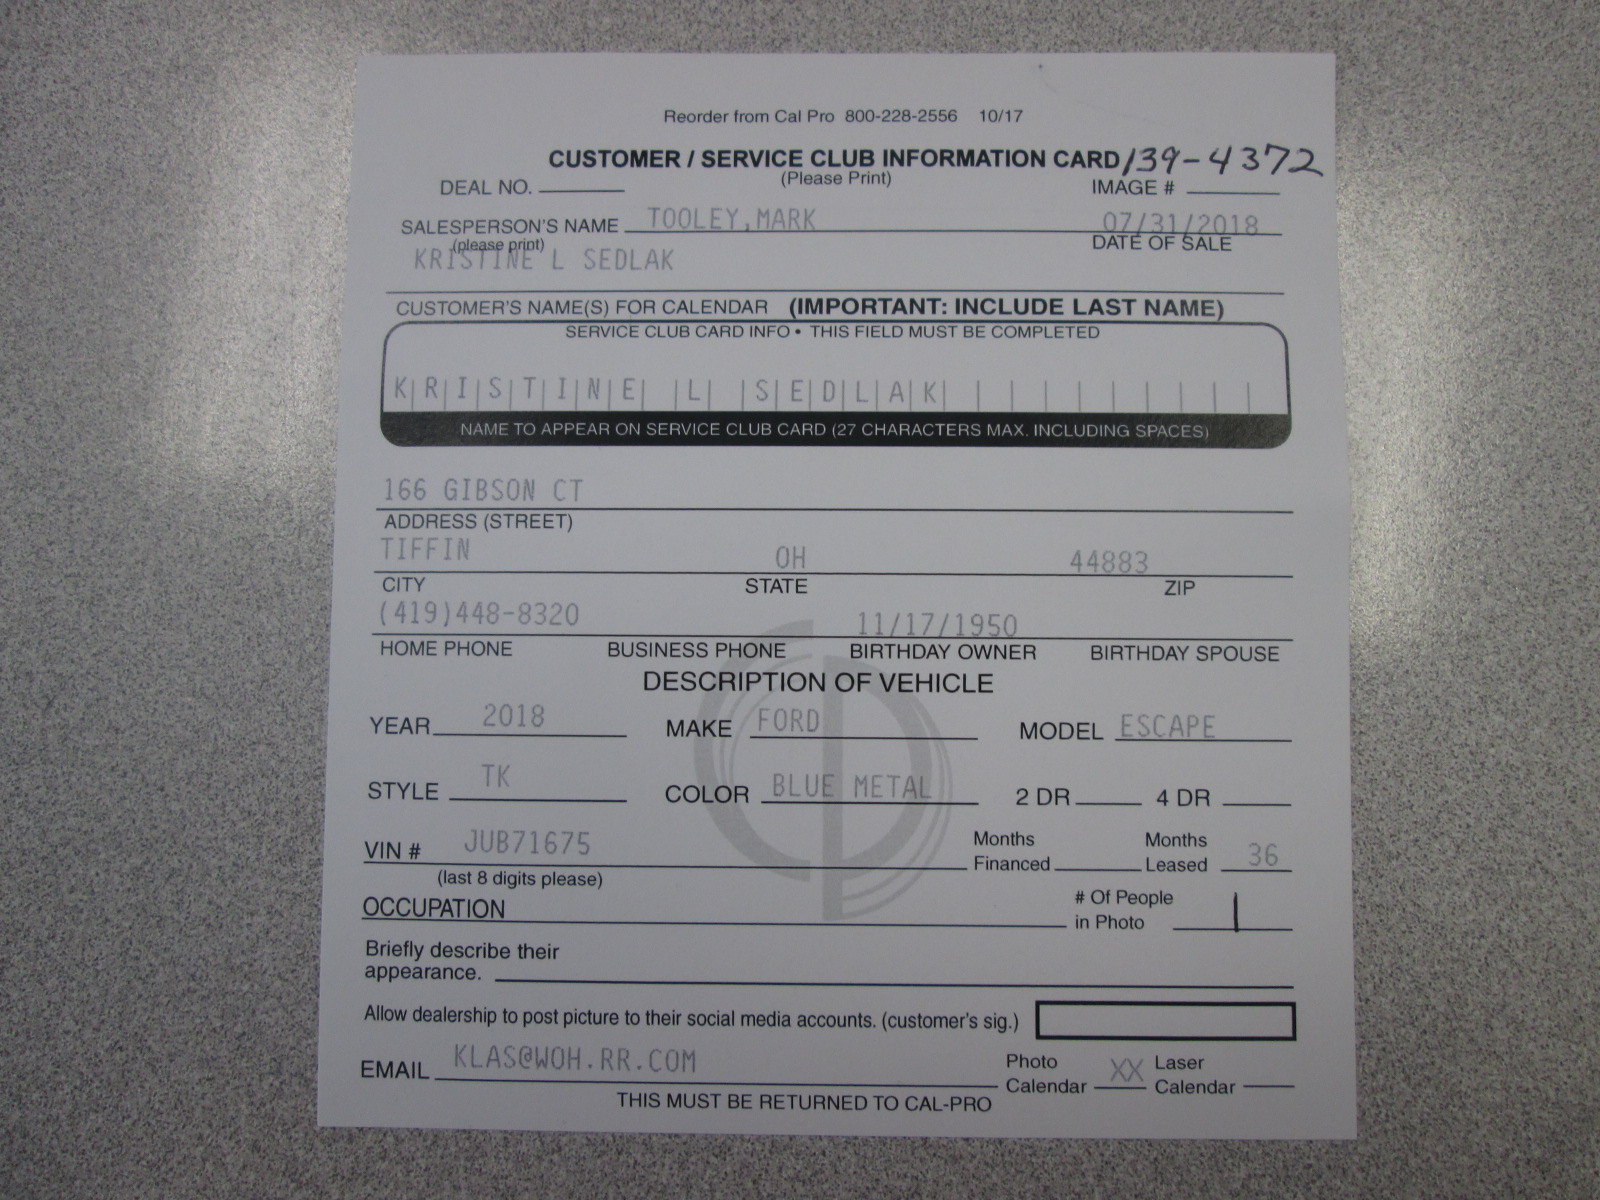 Reorder from Cal Pro 800-228-2556 10/17
CUSTOMER / SERVICE CLUB INFORMATION CARD 139-4372
(Please Print)
DEAL NO. IMAGE #
SALESPERSON'S NAME TOOLEY,MARK 07/31/2018
(please print) DATE OF SALE
KRISTINE L SEDLAK
CUSTOMER'S NAME(S) FOR CALENDAR (IMPORTANT: INCLUDE LAST NAME)
SERVICE CLUB CARD INFO • THIS FIELD MUST BE COMPLETED
K|R|I|S|T|I|N|E| |L| |S|E|D|L|A|K| | | | | | | | | |
NAME TO APPEAR ON SERVICE CLUB CARD (27 CHARACTERS MAX. INCLUDING SPACES)
166 GIBSON CT
ADDRESS (STREET)
TIFFIN OH 44883
CITY STATE ZIP
(419)448-8320 11/17/1950
HOME PHONE BUSINESS PHONE BIRTHDAY OWNER BIRTHDAY SPOUSE
DESCRIPTION OF VEHICLE
YEAR 2018 MAKE FORD MODEL ESCAPE
STYLE TK COLOR BLUE METAL 2 DR 4 DR
VIN # JUB71675 Months Financed Months Leased 36
(last 8 digits please)
OCCUPATION # Of People in Photo 1
Briefly describe their
appearance.
Allow dealership to post picture to their social media accounts. (customer's sig.)
EMAIL KLAS@WOH.RR.COM Photo Calendar XX Laser Calendar
THIS MUST BE RETURNED TO CAL-PRO